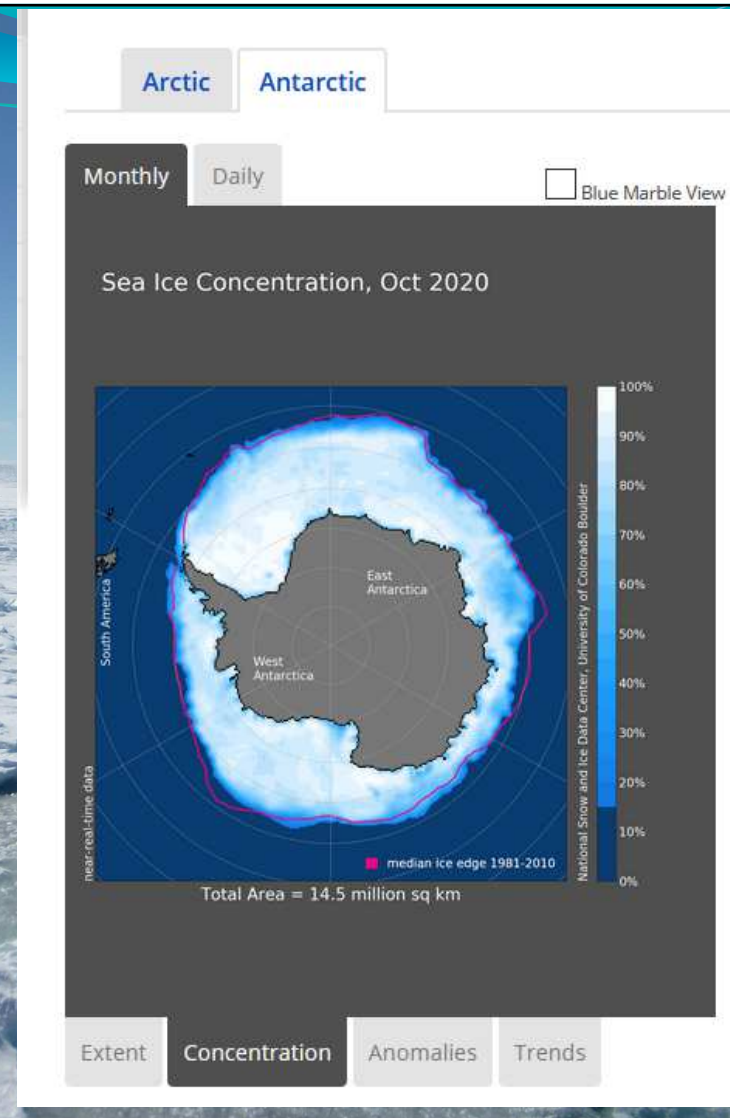 Arctic
Antarctic
Monthly
Daily
Blue Marble View
Sea Ice Concentration, Oct 2020
100%
90%
80%
70%
60%
50%
40%
30%
20%
10%
0%
National Snow and Ice Data Center, University of Colorado Boulder
East
Antarctica
South America
West
Antarctica
near-real-time data
median ice edge 1981-2010
Total Area = 14.5 million sq km
Extent
Concentration
Anomalies
Trends